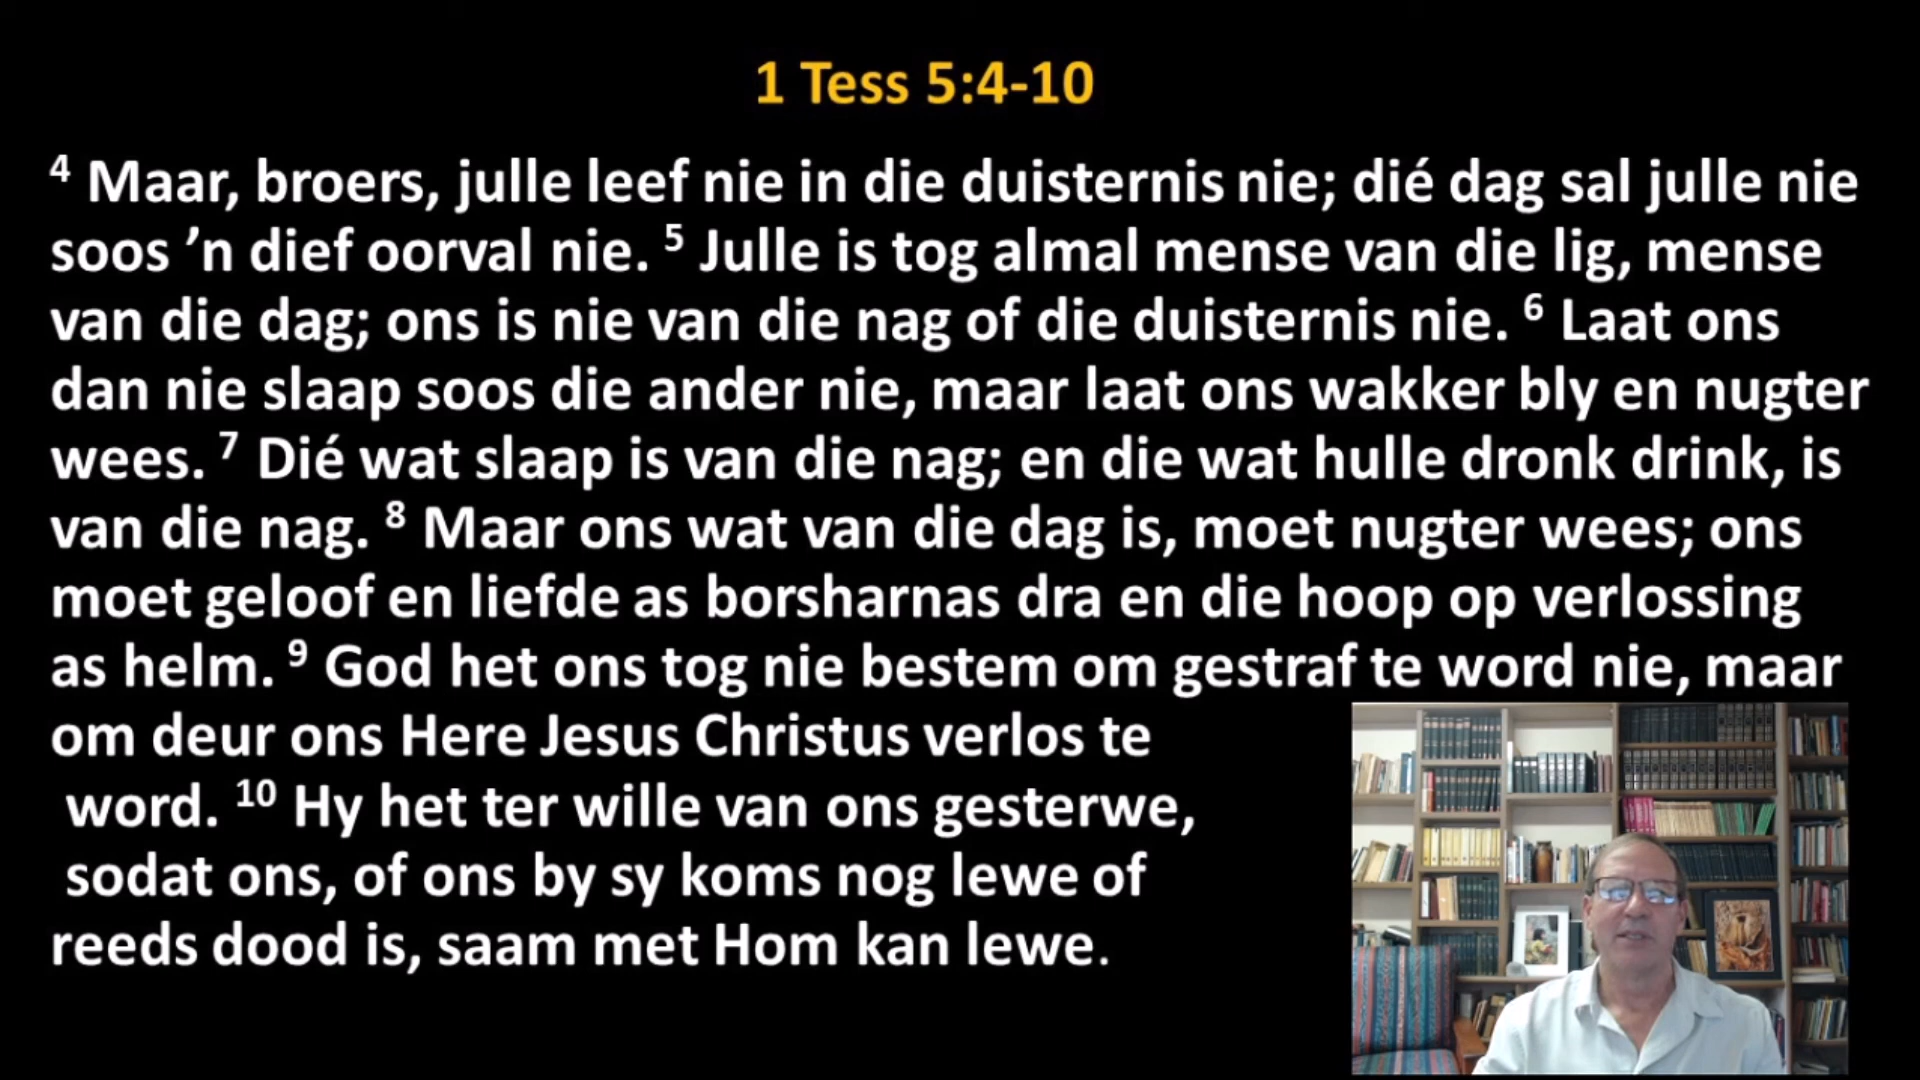 1 Tess 5:4-10
4 Maar, broers, julle leef nie in die duisternis nie; dié dag sal julle nie
soos ’n dief oorval nie. 5 Julle is tog almal mense van die lig, mense
van die dag; ons is nie van die nag of die duisternis nie. 6 Laat ons
dan nie slaap soos die ander nie, maar laat ons wakker bly en nugter
wees. 7 Dié wat slaap is van die nag; en die wat hulle dronk drink, is
van die nag. 8 Maar ons wat van die dag is, moet nugter wees; ons
moet geloof en liefde as borsharnas dra en die hoop op verlossing
as helm. 9 God het ons tog nie bestem om gestraf te word nie, maar
om deur ons Here Jesus Christus verlos te
word. 10 Hy het ter wille van ons gesterwe,
sodat ons, of ons by sy koms nog lewe of
reeds dood is, saam met Hom kan lewe.